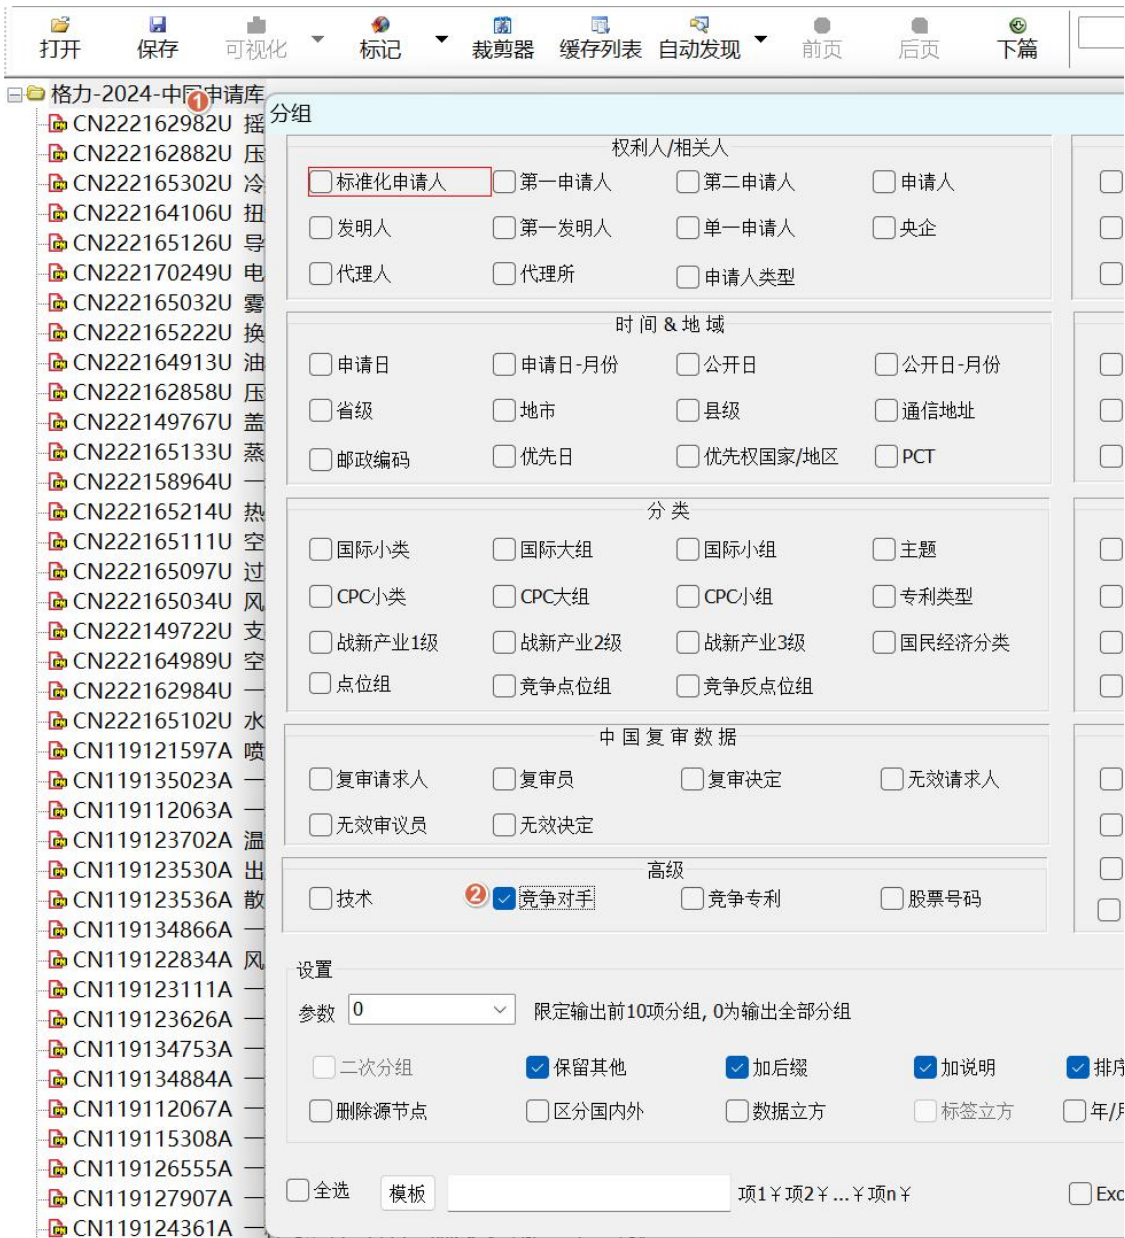 打开 保存 可视化 标记 裁剪器 缓存列表 自动发现 前页 后页 下篇
格力-2024-中国申请库
1
分组
CN222162982U 摇
CN222162882U 压
CN222165302U 冷
CN222164106U 扭
CN222165126U 导
CN222170249U 电
CN222165032U 雾
CN222165222U 换
CN222164913U 油
CN222162858U 压
CN222149767U 盖
CN222165133U 蒸
CN222158964U 一
CN222165214U 热
CN222165111U 空
CN222165097U 过
CN222165034U 风
CN222149722U 支
CN222164989U 空
CN222162984U 一
CN222165102U 水
CN119121597A 喷
CN119135023A 一
CN119112063A 一
CN119123702A 温
CN119123530A 出
CN119123536A 散
CN119134866A 一
CN119122834A 风
CN119123111A 一
CN119123626A 一
CN119134753A 一
CN119134884A 一
CN119112067A 一
CN119115308A 一
CN119126555A 一
CN119127907A 一
CN119124361A 一
权利人/相关人
标准化申请人 第一申请人 第二申请人 申请人
发明人 第一发明人 单一申请人 央企
代理人 代理所 申请人类型
时间&地域
申请日 申请日-月份 公开日 公开日-月份
省级 地市 县级 通信地址
邮政编码 优先日 优先权国家/地区 PCT
分类
国际小类 国际大组 国际小组 主题
CPC小类 CPC大组 CPC小组 专利类型
战新产业1级 战新产业2级 战新产业3级 国民经济分类
点位组 竞争点位组 竞争反点位组
中国复审数据
复审请求人 复审员 复审决定 无效请求人
无效审议员 无效决定
高级
技术 2 竞争对手 竞争专利 股票号码
设置
参数 0 限定输出前10项分组, 0为输出全部分组
二次分组 保留其他 加后缀 加说明 排序
删除源节点 区分国内外 数据立方 标签立方 年/月
全选 模板 项1￥项2￥...￥项n￥ Exc